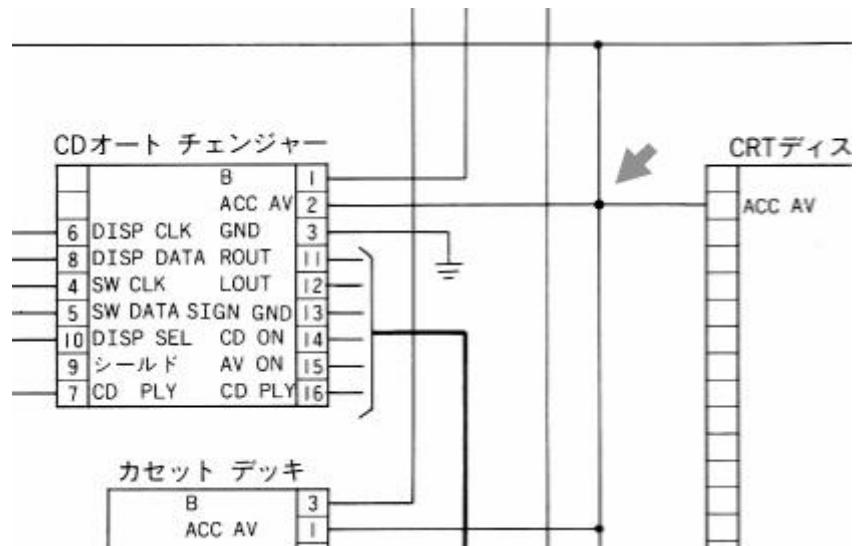 CDオート チェンジャー
CRTディス
B 1
ACC AV 2
ACC AV
6 DISP CLK GND 3
8 DISP DATA ROUT 11
4 SW CLK LOUT 12
5 SW DATA SIGN GND 13
10 DISP SEL CD ON 14
9 シールド AV ON 15
7 CD PLY CD PLY 16
カセット デッキ
B 3
ACC AV 1